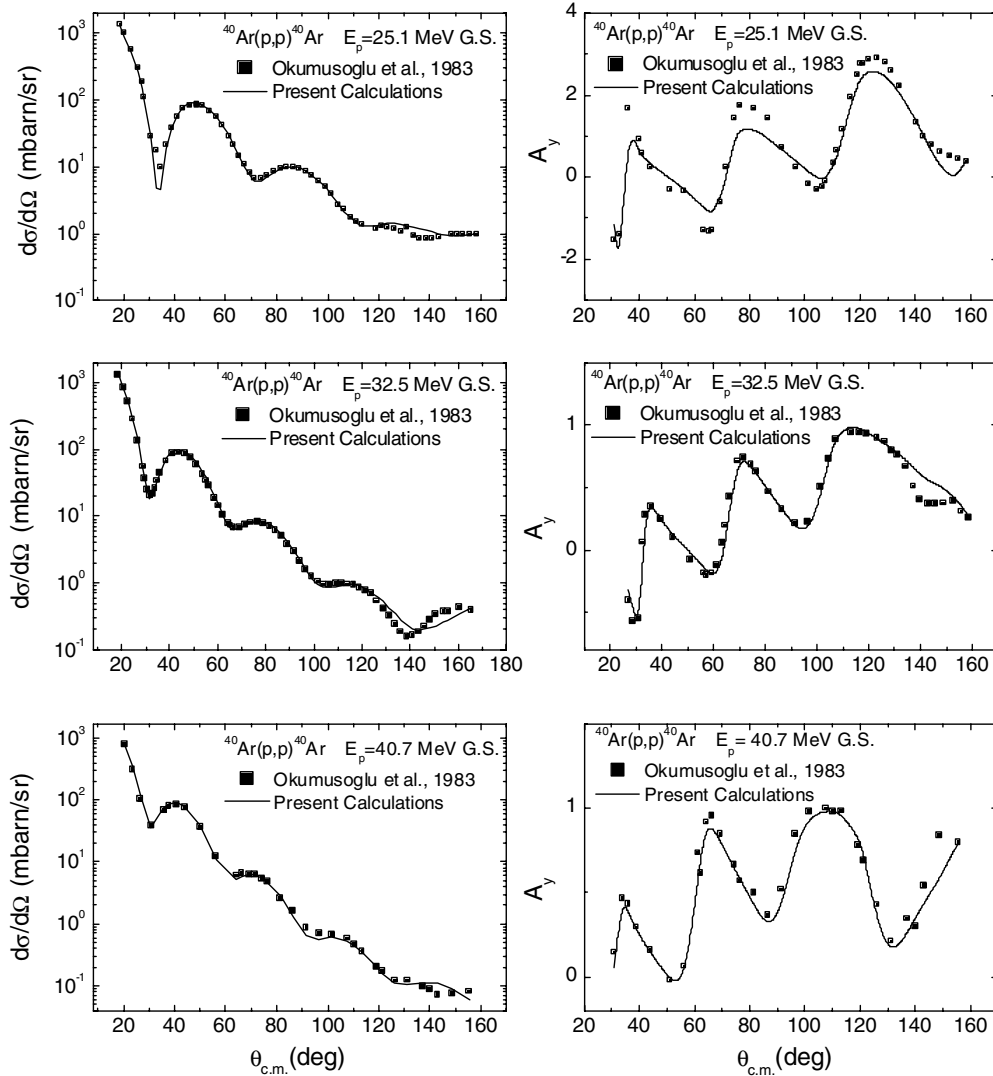 ⁴⁰Ar(p,p)⁴⁰Ar E_p=25.1 MeV G.S.
Okumusoglu et al., 1983
Present Calculations
dσ/dΩ (mbarn/sr)
10³
10²
10¹
10⁰
10⁻¹
20 40 60 80 100 120 140 160
⁴⁰Ar(p,p)⁴⁰Ar E_p=25.1 MeV G.S.
Okumusoglu et al., 1983
Present Calculations
A_y
4
2
0
-2
20 40 60 80 100 120 140 160
⁴⁰Ar(p,p)⁴⁰Ar E_p=32.5 MeV G.S.
Okumusoglu et al., 1983
Present Calculations
dσ/dΩ (mbarn/sr)
10³
10²
10¹
10⁰
10⁻¹
20 40 60 80 100 120 140 160 180
⁴⁰Ar(p,p)⁴⁰Ar E_p=32.5 MeV G.S.
Okumusoglu et al., 1983
Present Calculations
A_y
1
0
20 40 60 80 100 120 140 160
⁴⁰Ar(p,p)⁴⁰Ar E_p=40.7 MeV G.S.
Okumusoglu et al., 1983
Present Calculations
dσ/dΩ (mbarn/sr)
10³
10²
10¹
10⁰
10⁻¹
20 40 60 80 100 120 140 160
θ_c.m.(deg)
⁴⁰Ar(p,p)⁴⁰Ar E_p= 40.7 MeV G.S.
Okumusoglu et al., 1983
Present Calculations
A_y
1
0
20 40 60 80 100 120 140 160
θ_c.m.(deg)